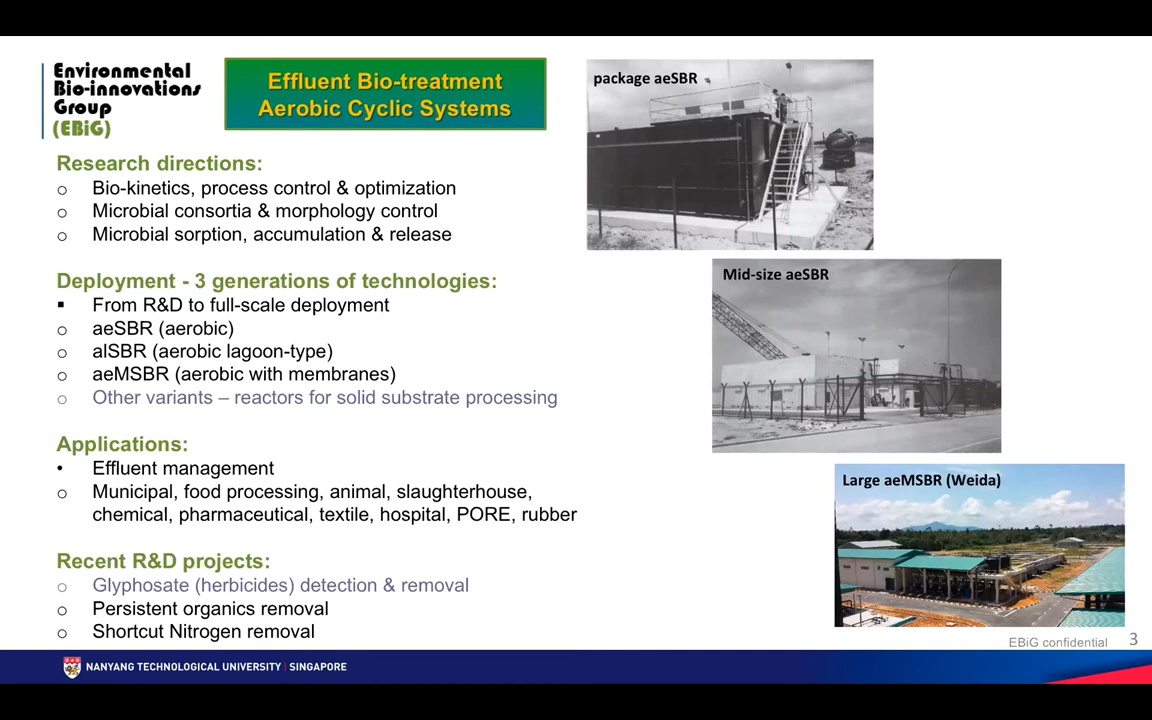 Environmental
Bio-innovations
Group
(EBiG)
Effluent Bio-treatment
Aerobic Cyclic Systems
Research directions:
o Bio-kinetics, process control & optimization
o Microbial consortia & morphology control
o Microbial sorption, accumulation & release
Deployment - 3 generations of technologies:
▪ From R&D to full-scale deployment
o aeSBR (aerobic)
o alSBR (aerobic lagoon-type)
o aeMSBR (aerobic with membranes)
o Other variants – reactors for solid substrate processing
Applications:
• Effluent management
o Municipal, food processing, animal, slaughterhouse,
chemical, pharmaceutical, textile, hospital, PORE, rubber
Recent R&D projects:
o Glyphosate (herbicides) detection & removal
o Persistent organics removal
o Shortcut Nitrogen removal
package aeSBR
Mid-size aeSBR
Large aeMSBR (Weida)
EBiG confidential 3
NANYANG TECHNOLOGICAL UNIVERSITY | SINGAPORE